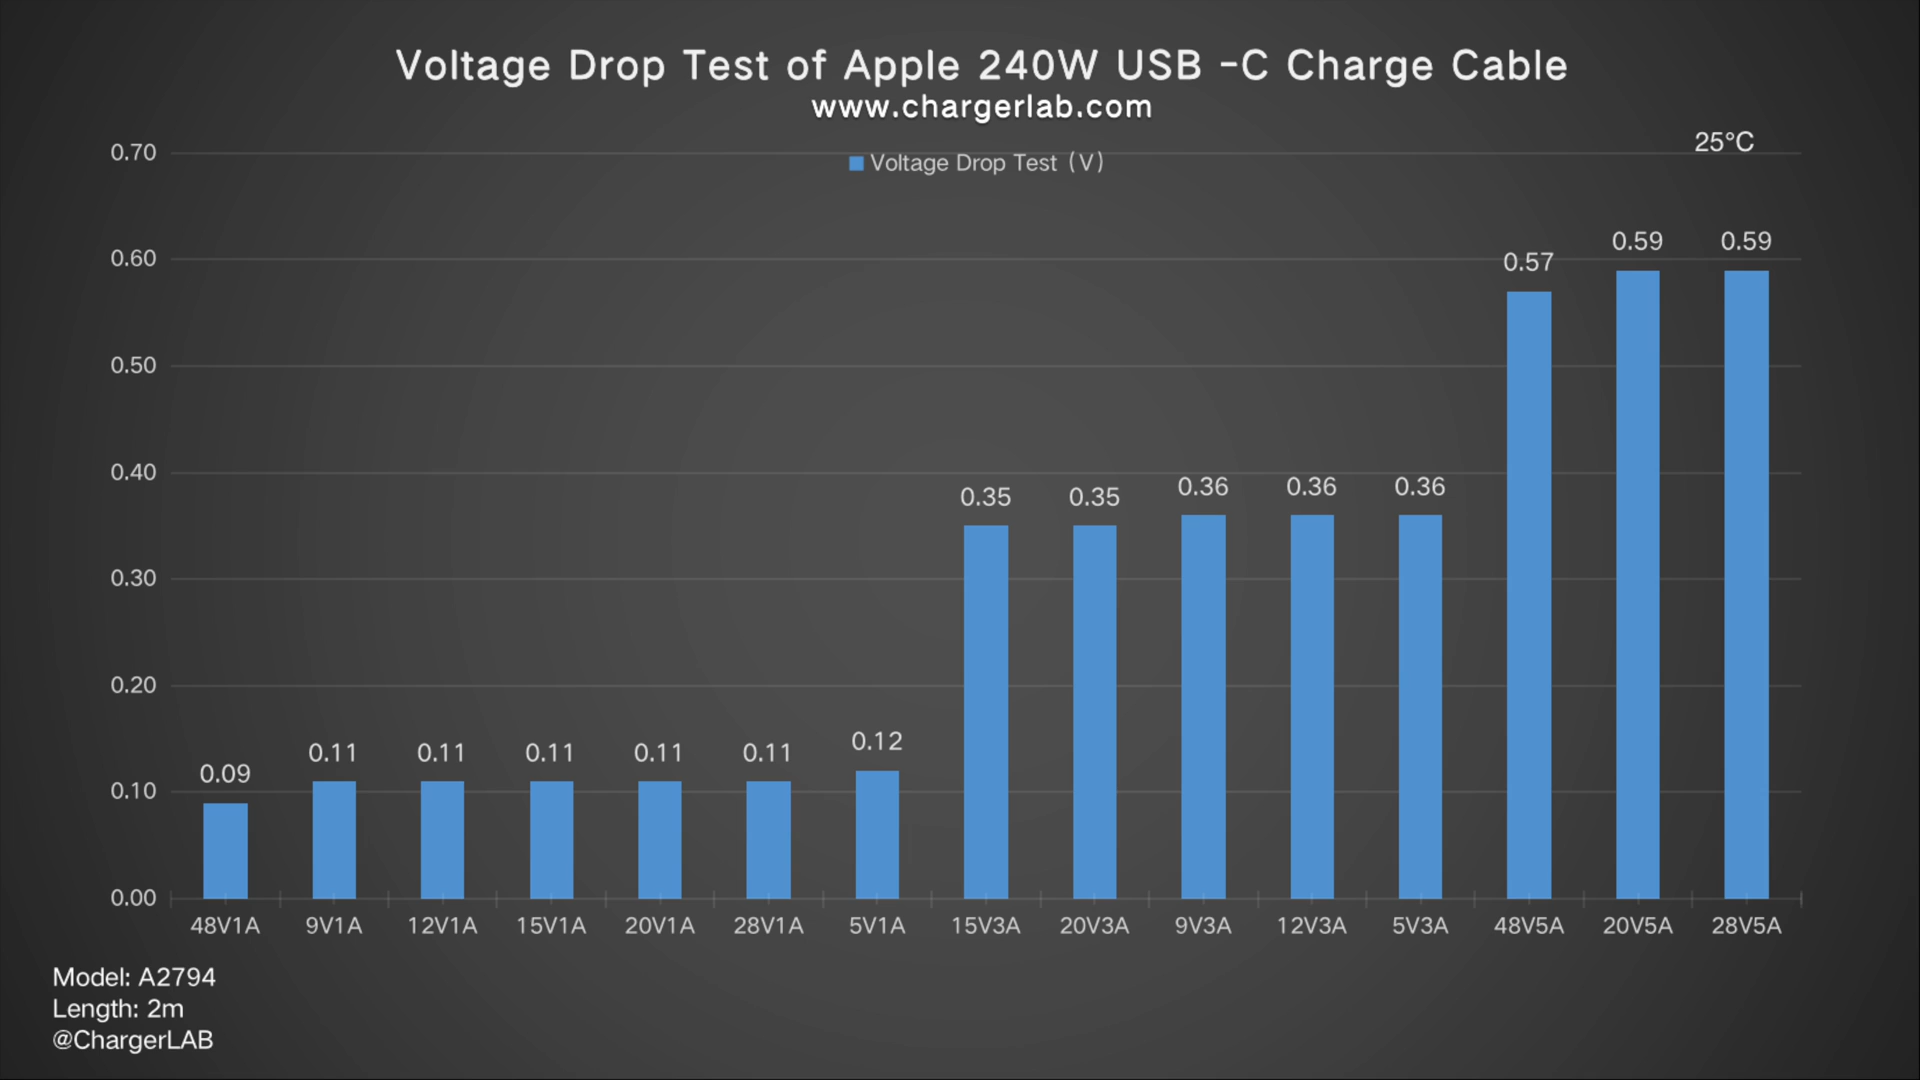 Voltage Drop Test of Apple 240W USB -C Charge Cable
www.chargerlab.com
25°C
Voltage Drop Test (V)
0.70
0.60
0.50
0.40
0.30
0.20
0.10
0.00
0.09 0.11 0.11 0.11 0.11 0.11 0.12 0.35 0.35 0.36 0.36 0.36 0.57 0.59 0.59
48V1A 9V1A 12V1A 15V1A 20V1A 28V1A 5V1A 15V3A 20V3A 9V3A 12V3A 5V3A 48V5A 20V5A 28V5A
Model: A2794
Length: 2m
@ChargerLAB